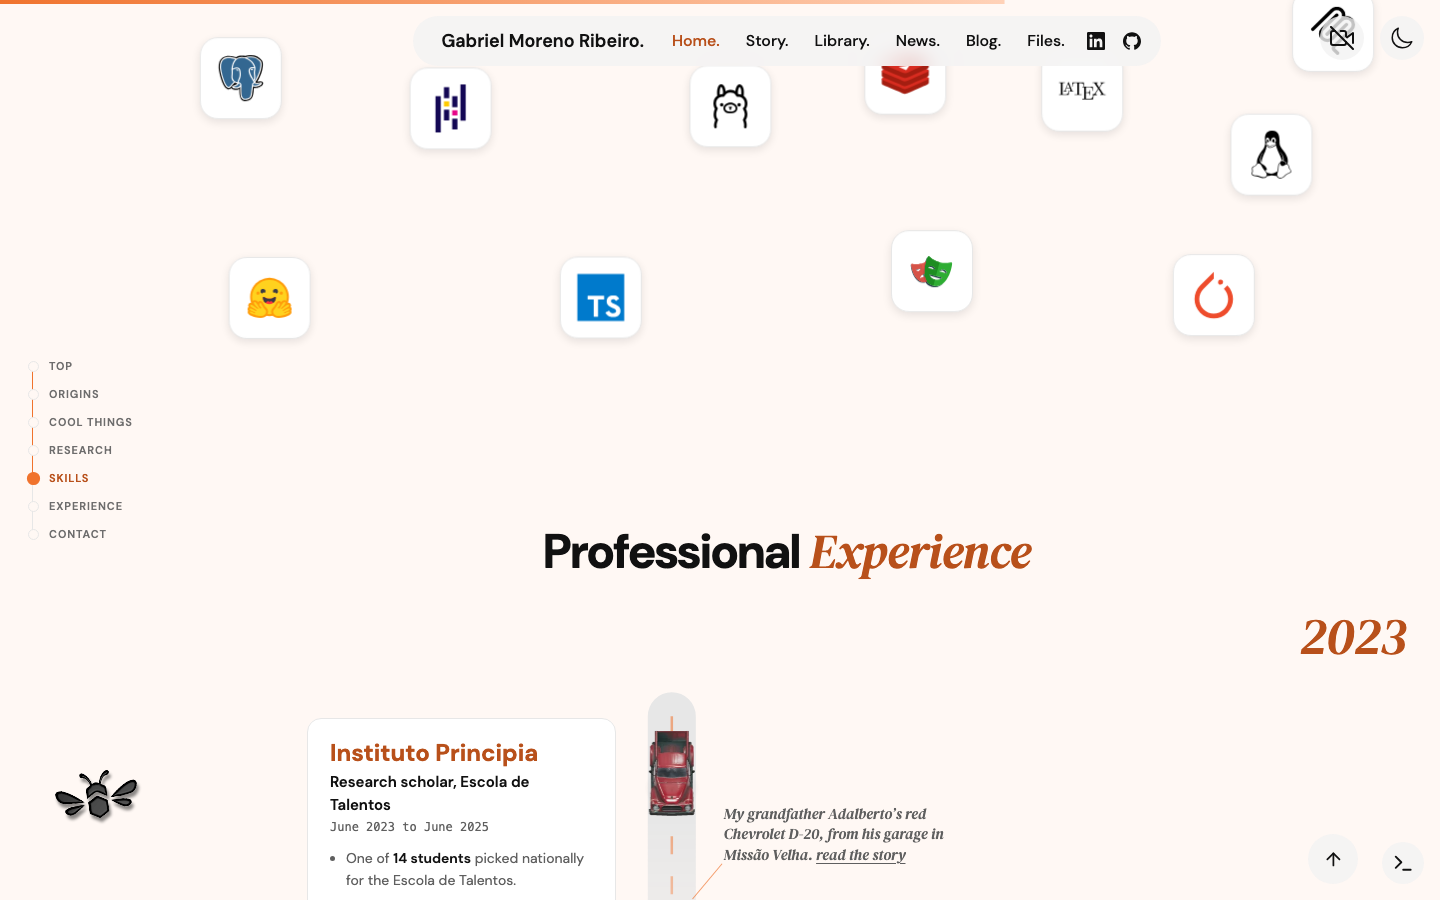 Gabriel Moreno Ribeiro.
Home.
Story.
Library.
News.
Blog.
Files.
LATEX
TS
TOP
ORIGINS
COOL THINGS
RESEARCH
SKILLS
EXPERIENCE
CONTACT
Professional Experience
2023
Instituto Principia
Research scholar, Escola de
Talentos
June 2023 to June 2025
One of 14 students picked nationally
for the Escola de Talentos.
My grandfather Adalberto's red
Chevrolet D-20, from his garage in
Missão Velha. read the story